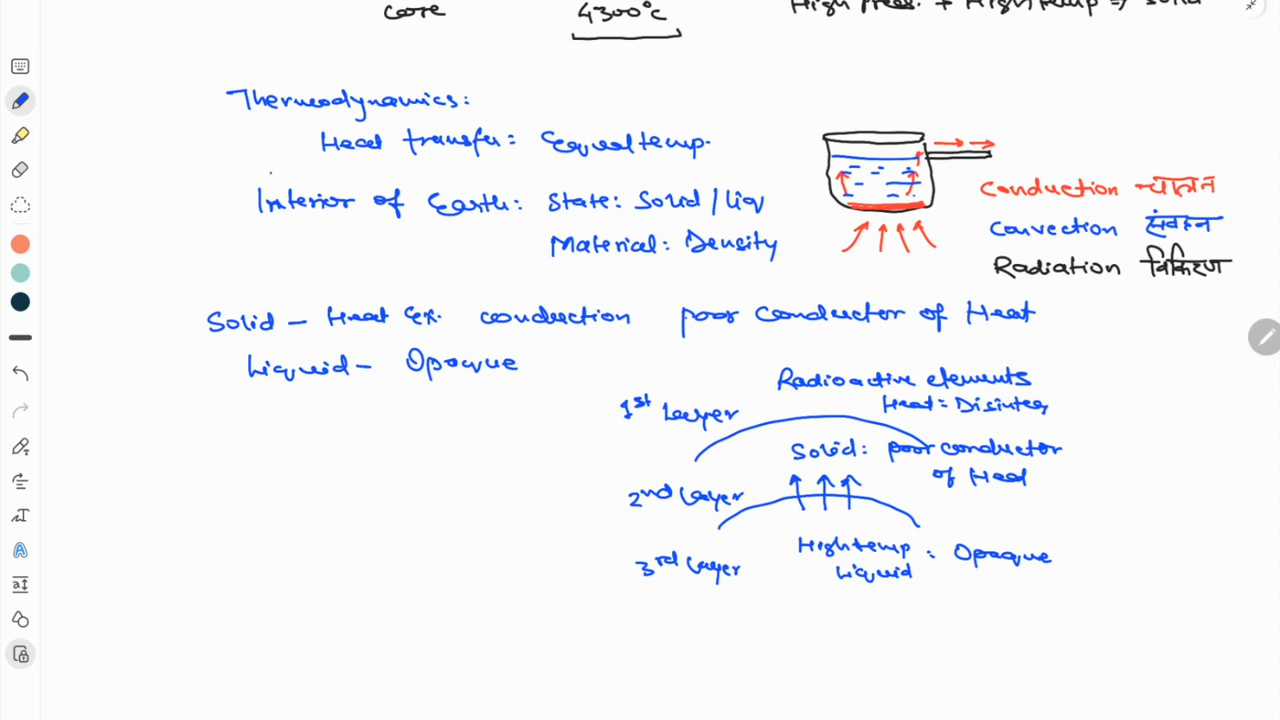 core 4300°c High Pres. + High temp ⇒ solid
Thermodynamics:
Heat transfer: Equal temp.
Interior of Earth: State: Solid / Liq
Material: Density
Conduction चालन
Convection संवहन
Radiation विकिरण
Solid – Heat Ex. conduction poor conductor of Heat
Liquid – Opaque
Radioactive elements
Heat = Disinteg
1st Layer
Solid: poor conductor of Heat
2nd Layer
High temp Liquid : Opaque
3rd Layer